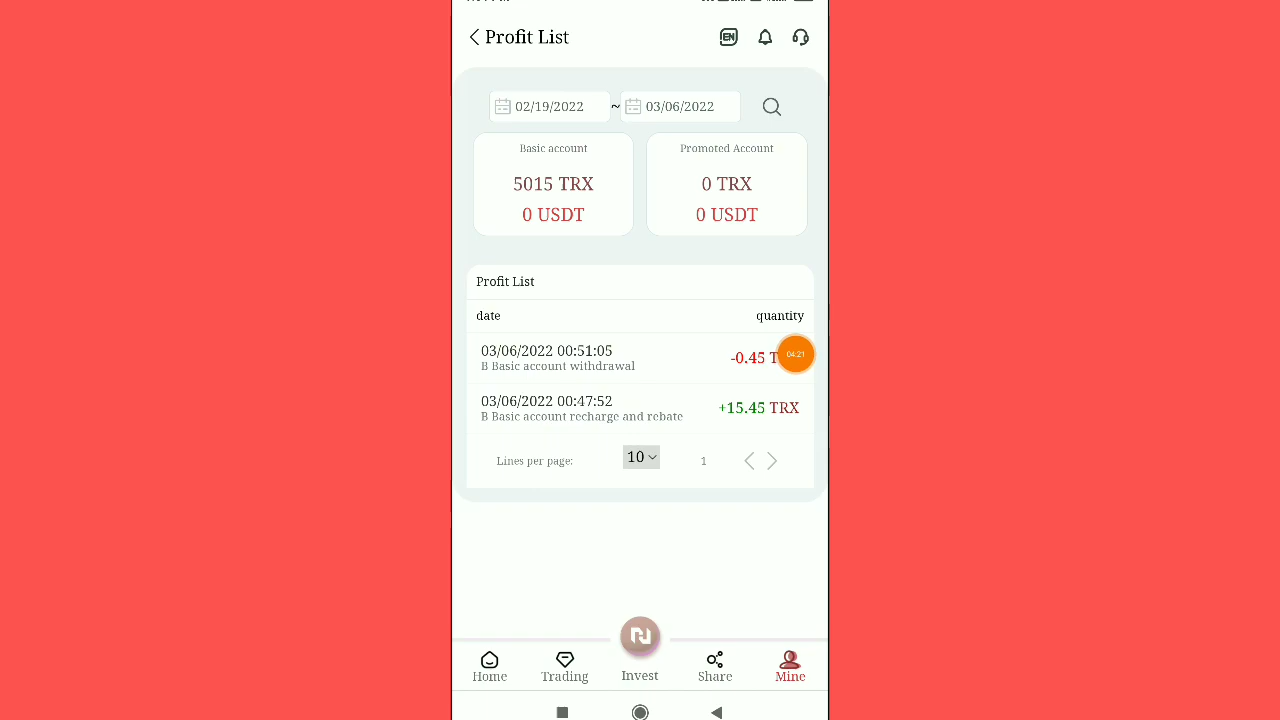 Profit List
EN
02/19/2022 ~ 03/06/2022
Basic account
Promoted Account
5015 TRX
0 TRX
0 USDT
0 USDT
Profit List
date quantity
03/06/2022 00:51:05
B Basic account withdrawal
-0.45 T
04:21
03/06/2022 00:47:52
B Basic account recharge and rebate
+15.45 TRX
Lines per page: 10 1
Home Trading Invest Share Mine